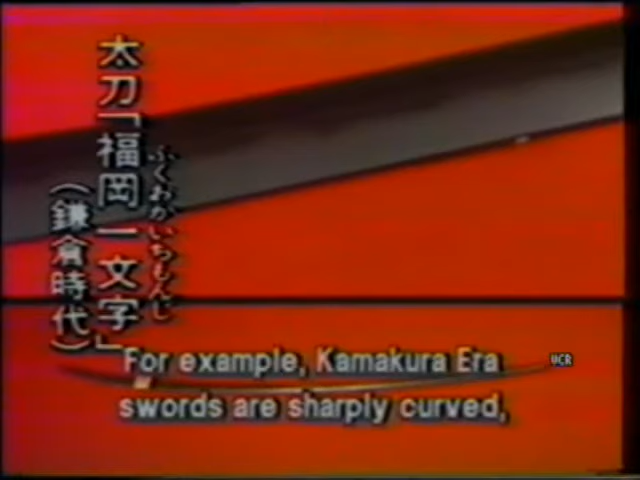 太刀「福岡一文字」
ふくおかいちもんじ
（鎌倉時代）
For example, Kamakura Era
swords are sharply curved,
UCR